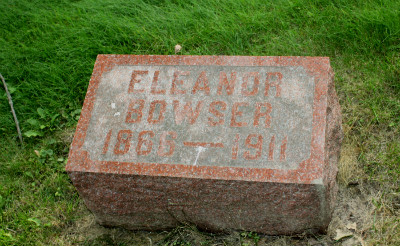 ELEANOR
BOWSER
1866 — 1911